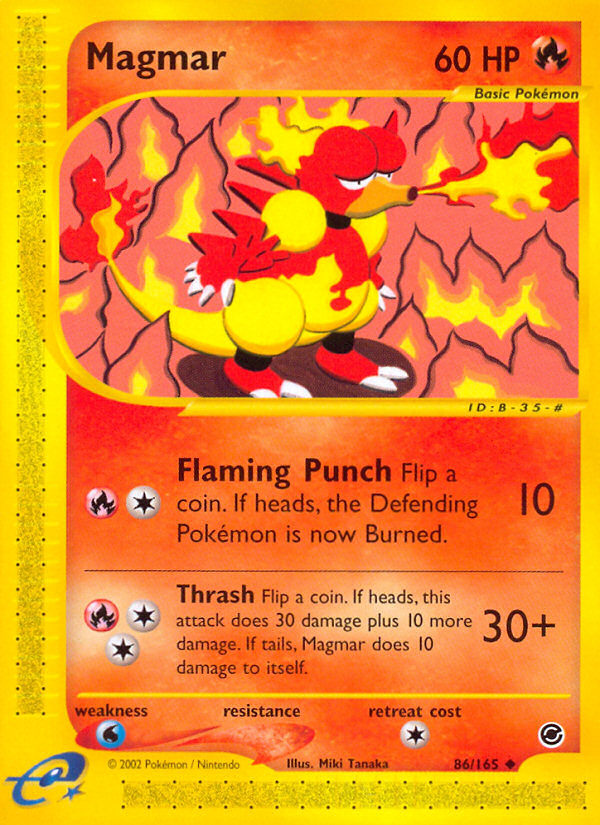 Magmar
60 HP
Basic Pokémon
ID:B-35-#
Flaming Punch Flip a
coin. If heads, the Defending
Pokémon is now Burned.
10
Thrash Flip a coin. If heads, this
attack does 30 damage plus 10 more
damage. If tails, Magmar does 10
damage to itself.
30+
weakness resistance retreat cost
© 2002 Pokémon / Nintendo Illus. Miki Tanaka 86/165
e